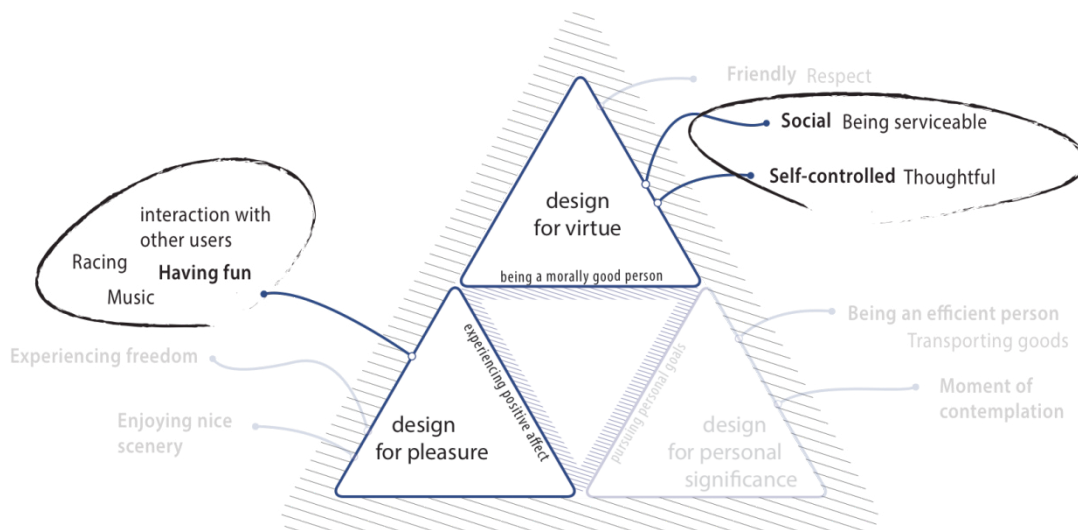 Friendly Respect
Social Being serviceable
Self-controlled Thoughtful
design
for virtue
being a morally good person
interaction with
other users
Racing Having fun
Music
Experiencing freedom
Enjoying nice
scenery
design
for pleasure
experiencing positive affect
pursuing personal goals
design
for personal
significance
Being an efficient person
Transporting goods
Moment of
contemplation